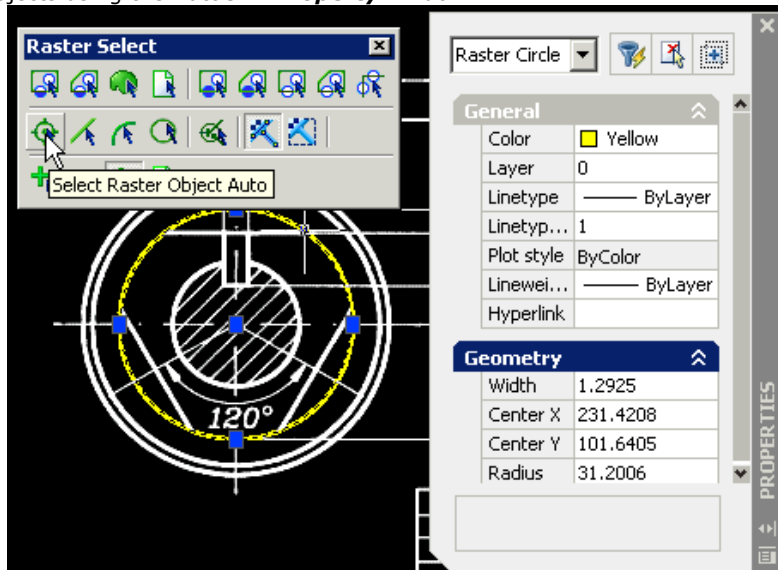 Raster Select
Select Raster Object Auto
120°
Raster Circle
General
Color Yellow
Layer 0
Linetype ByLayer
Linetyp... 1
Plot style ByColor
Linewei... ByLayer
Hyperlink
Geometry
Width 1.2925
Center X 231.4208
Center Y 101.6405
Radius 31.2006
PROPERTIES